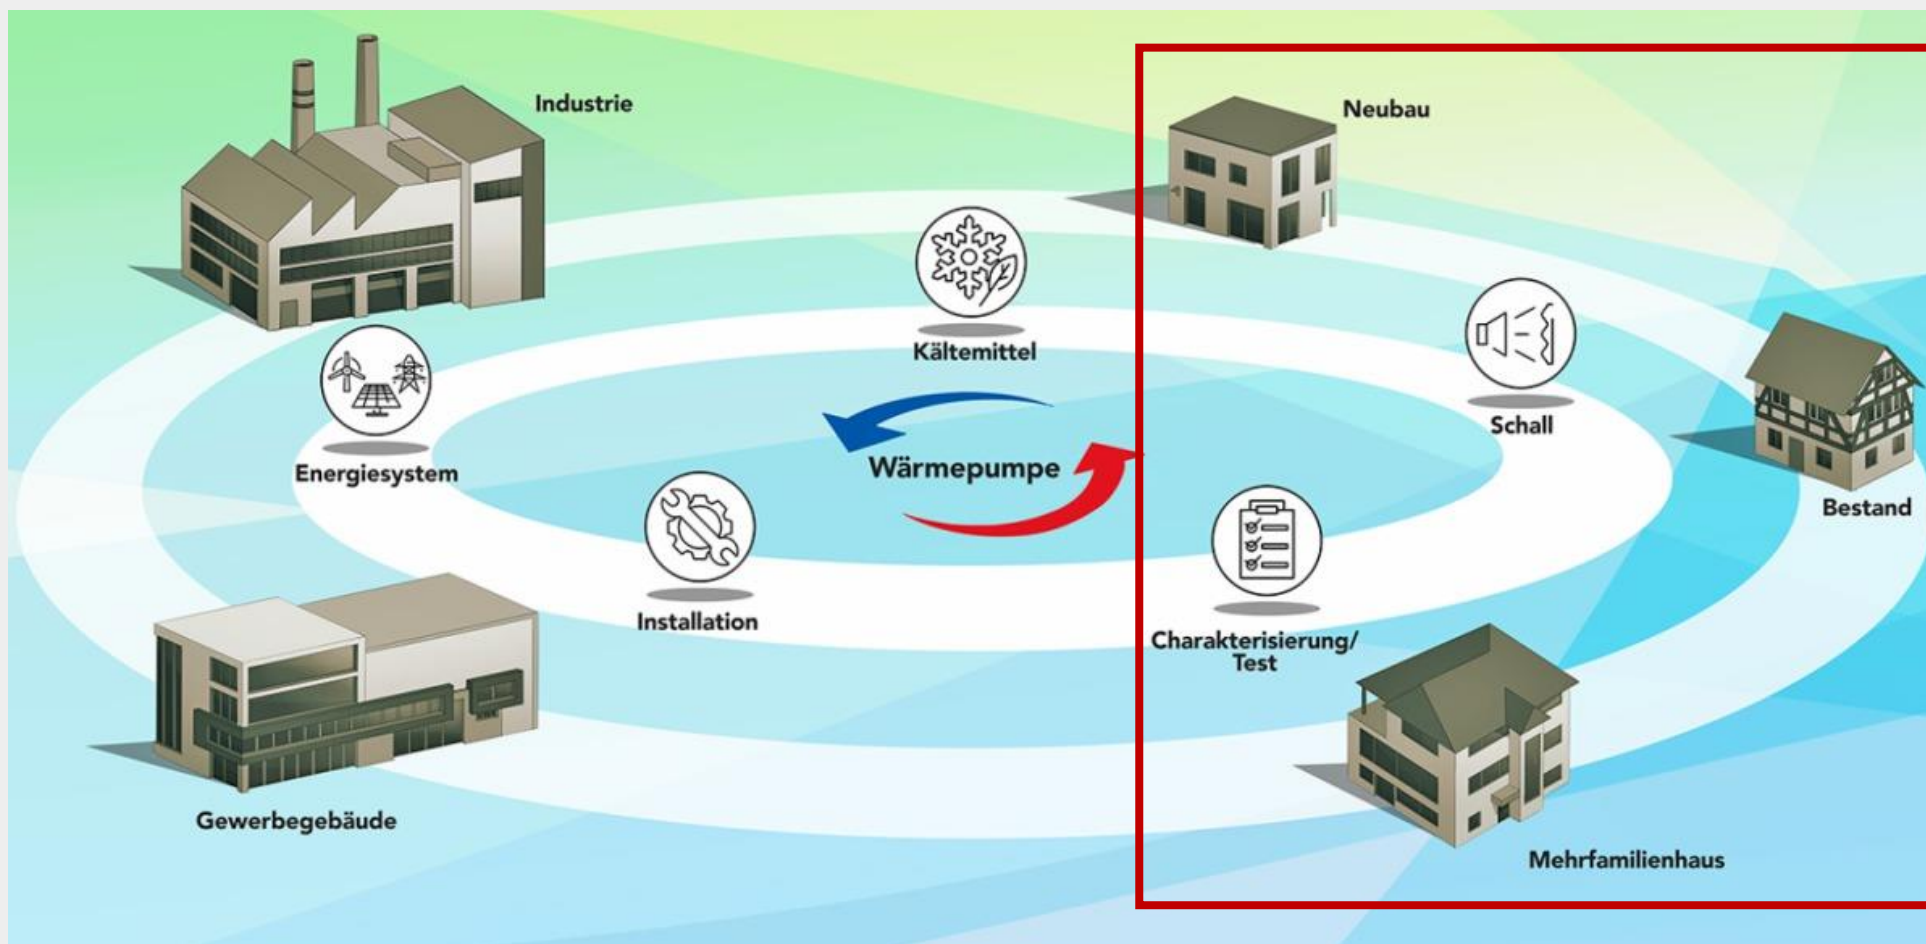 Industrie
Neubau
Kältemittel
Schall
Energiesystem
Wärmepumpe
Bestand
Installation
Charakterisierung/
Test
Gewerbegebäude
Mehrfamilienhaus